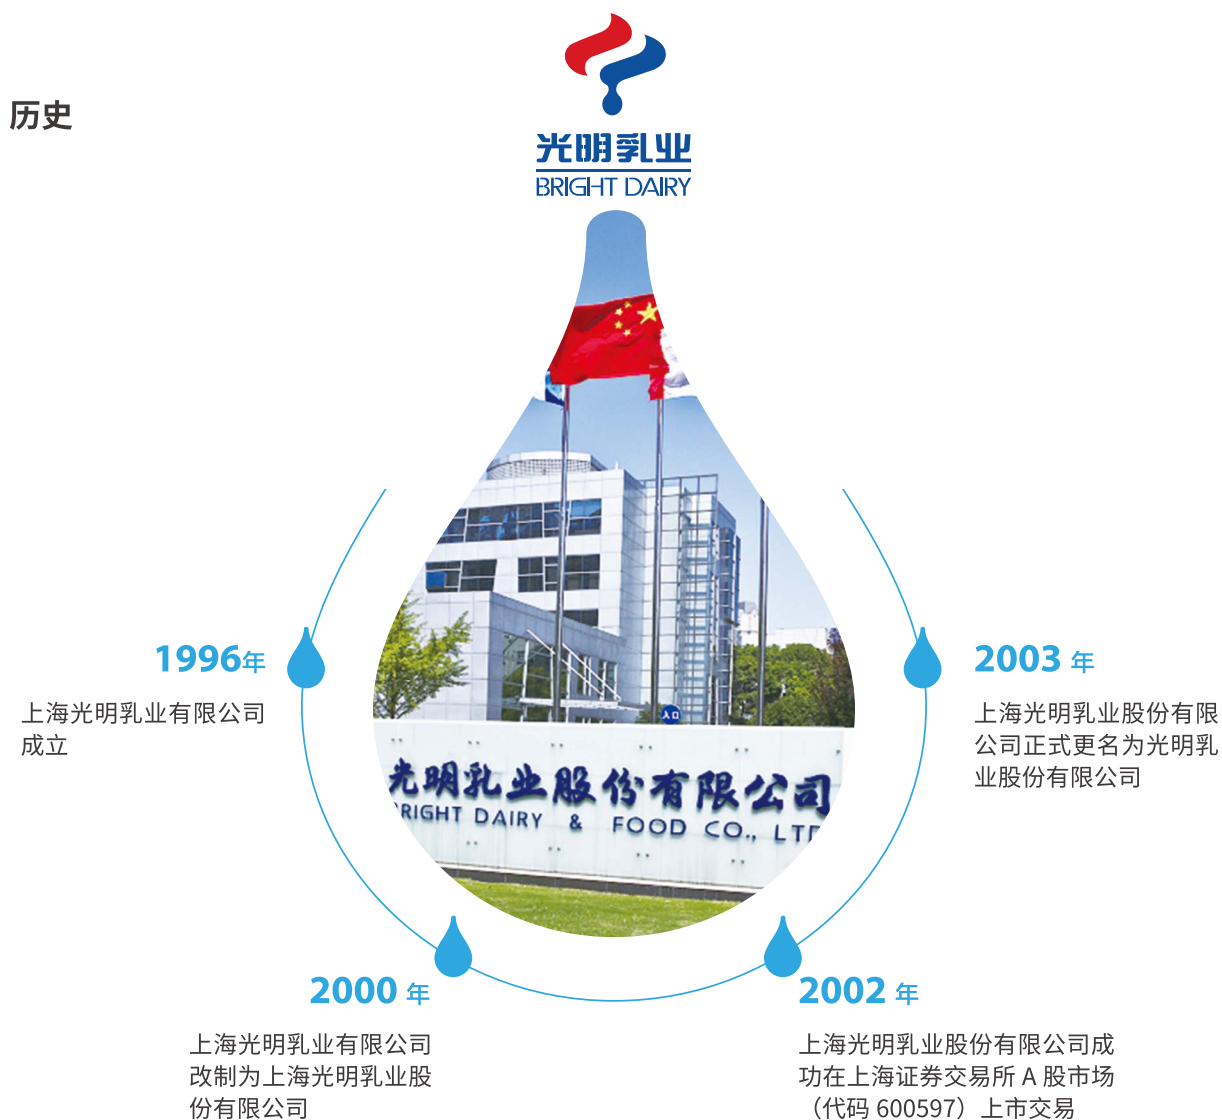 历史
光明乳业
BRIGHT DAIRY
入口
光明乳业股份有限公司
BRIGHT DAIRY & FOOD CO., LTD
1996年
上海光明乳业有限公司
成立
2000 年
上海光明乳业有限公司
改制为上海光明乳业股
份有限公司
2002 年
上海光明乳业股份有限公司成
功在上海证券交易所 A 股市场
（代码 600597）上市交易
2003 年
上海光明乳业股份有限
公司正式更名为光明乳
业股份有限公司